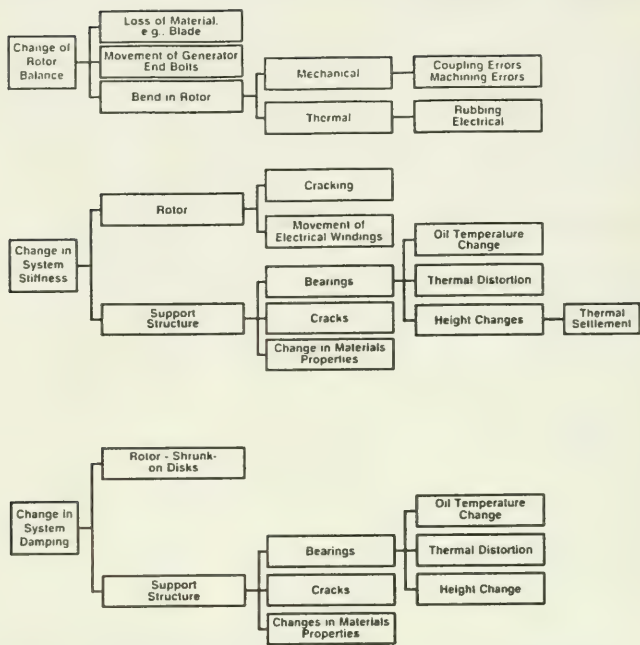 Change of
Rotor
Balance
Loss of Material,
e.g., Blade
Movement of Generator
End Bolts
Bend in Rotor
Mechanical
Coupling Errors
Machining Errors
Thermal
Rubbing
Electrical
Change in
System
Stiffness
Rotor
Cracking
Movement of
Electrical Windings
Support
Structure
Bearings
Oil Temperature
Change
Thermal Distortion
Height Changes
Thermal
Settlement
Cracks
Change in Materials
Properties
Change in
System
Damping
Rotor - Shrunk-
on Disks
Support
Structure
Bearings
Oil Temperature
Change
Thermal Distortion
Height Change
Cracks
Changes in Materials
Properties